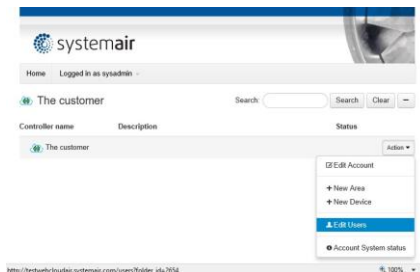 systemair
Home Logged in as sysadmin
The customer Search: Search Clear
Controller name Description Status
The customer Action
Edit Account
+ New Area
+ New Device
Edit Users
Account System status
http://testwebcloudair.systemair.com/users?folder_id=2654 100%